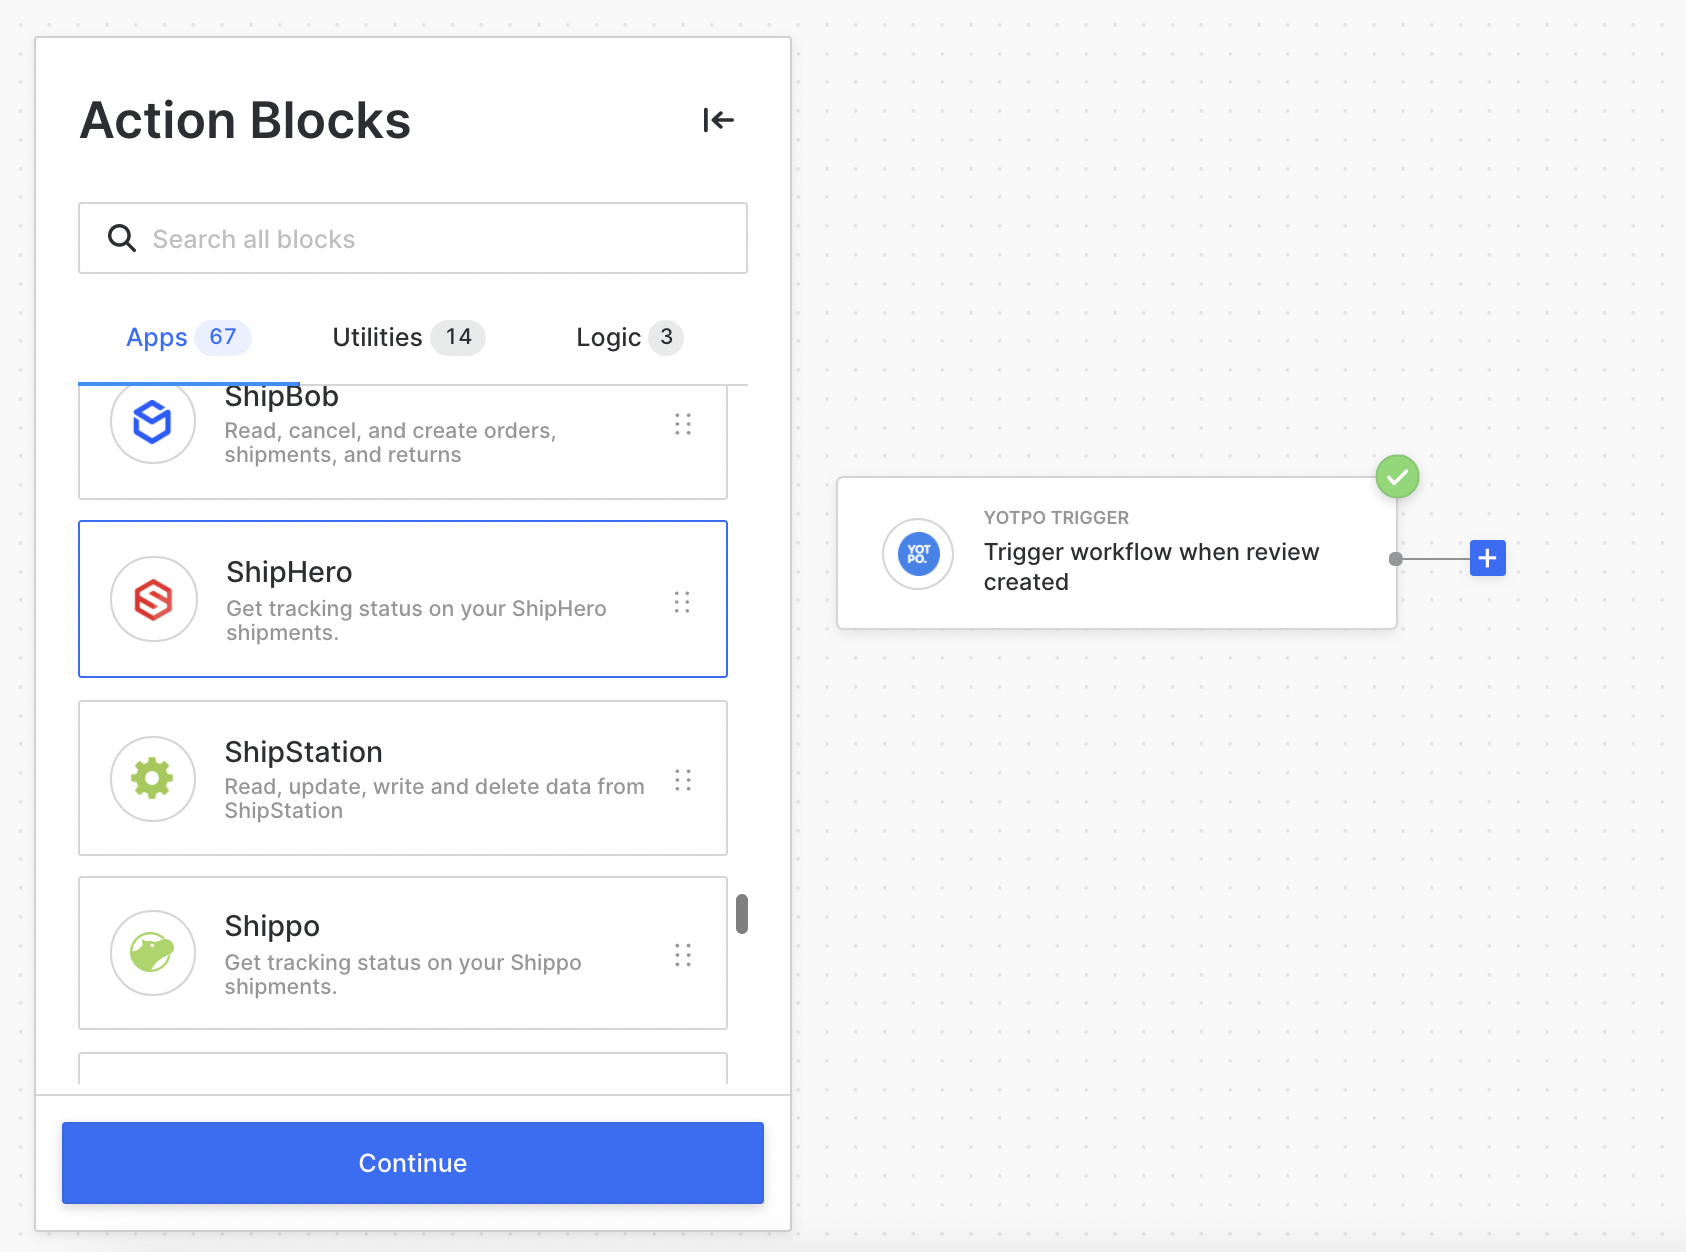 Action Blocks
Search all blocks
Apps 67
Utilities 14
Logic 3
ShipBob
Read, cancel, and create orders,
shipments, and returns
ShipHero
Get tracking status on your ShipHero
shipments.
ShipStation
Read, update, write and delete data from
ShipStation
Shippo
Get tracking status on your Shippo
shipments.
Continue
YOTPO TRIGGER
YOT
PO.
Trigger workflow when review
created